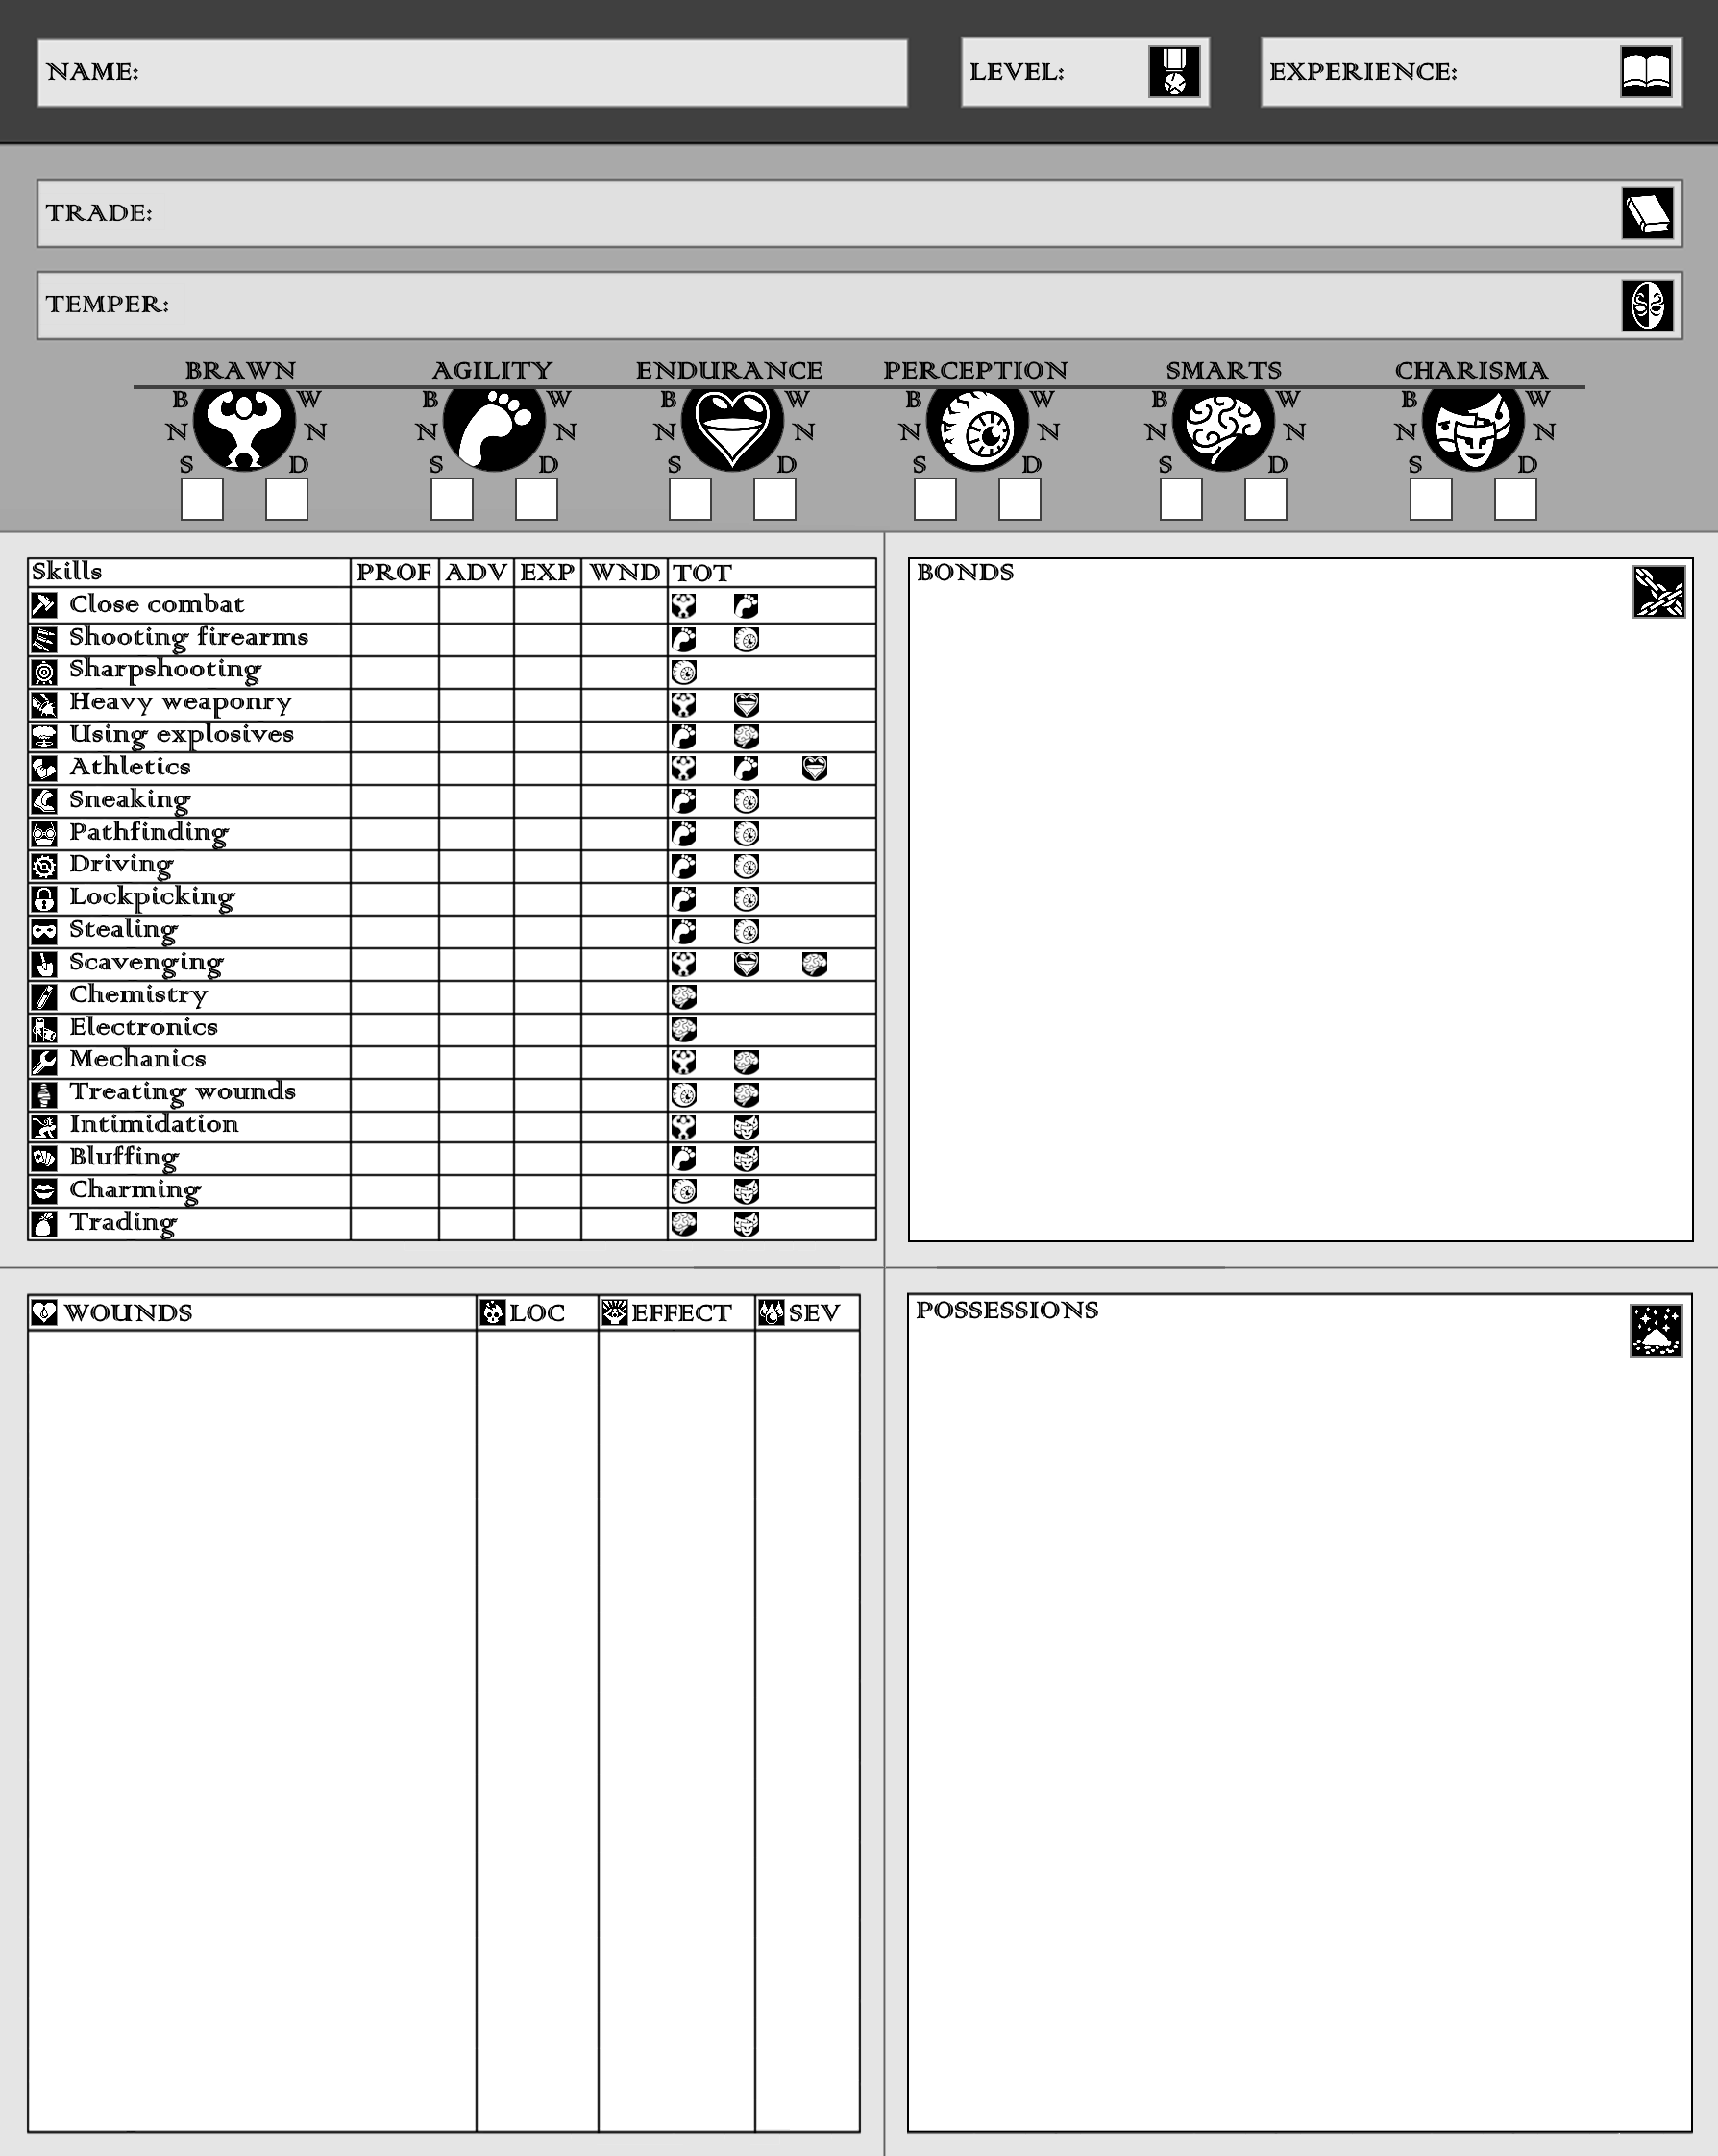 NAME: LEVEL: EXPERIENCE:
TRADE:
TEMPER:
BRAWN AGILITY ENDURANCE PERCEPTION SMARTS CHARISMA
B W B W B W B W B W B W
N N N N N N N N N N N N
S D S D S D S D S D S D
Skills PROF ADV EXP WND TOT
Close combat
Shooting firearms
Sharpshooting
Heavy weaponry
Using explosives
Athletics
Sneaking
Pathfinding
Driving
Lockpicking
Stealing
Scavenging
Chemistry
Electronics
Mechanics
Treating wounds
Intimidation
Bluffing
Charming
Trading
BONDS
WOUNDS LOC EFFECT SEV
POSSESSIONS